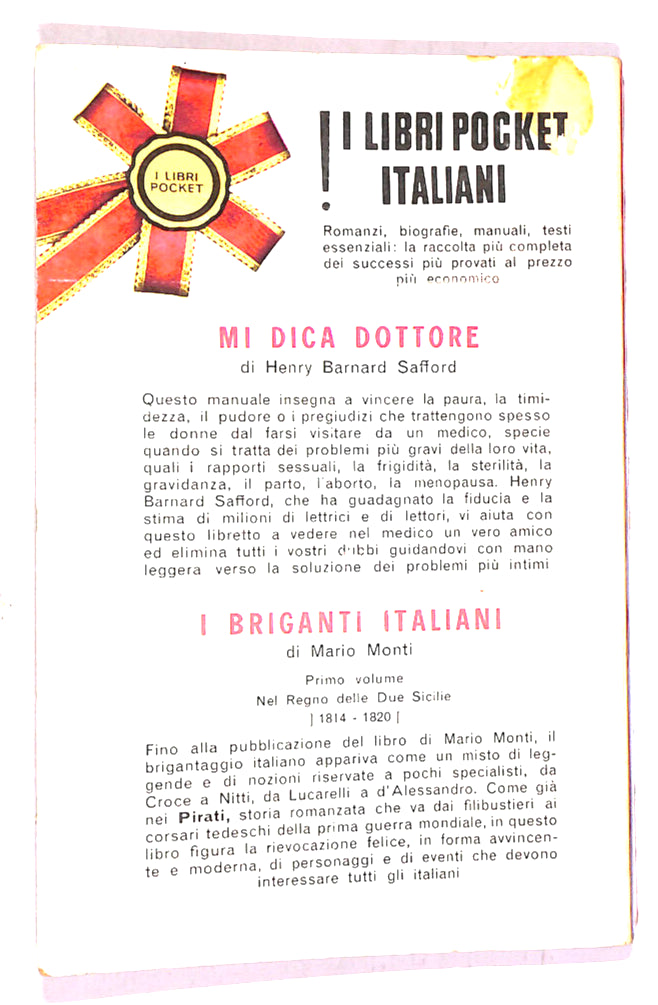 I LIBRI
POCKET
! I LIBRI POCKET
ITALIANI
Romanzi, biografie, manuali, testi
essenziali: la raccolta più completa
dei successi più provati al prezzo
più economico
MI DICA DOTTORE
di Henry Barnard Safford
Questo manuale insegna a vincere la paura, la timi-
dezza, il pudore o i pregiudizi che trattengono spesso
le donne dal farsi visitare da un medico, specie
quando si tratta dei problemi più gravi della loro vita,
quali i rapporti sessuali, la frigidità, la sterilità, la
gravidanza, il parto, l'aborto, la menopausa. Henry
Barnard Safford, che ha guadagnato la fiducia e la
stima di milioni di lettrici e di lettori, vi aiuta con
questo libretto a vedere nel medico un vero amico
ed elimina tutti i vostri dubbi guidandovi con mano
leggera verso la soluzione dei problemi più intimi
I BRIGANTI ITALIANI
di Mario Monti
Primo volume
Nel Regno delle Due Sicilie
| 1814 - 1820 |
Fino alla pubblicazione del libro di Mario Monti, il
brigantaggio italiano appariva come un misto di leg-
gende e di nozioni riservate a pochi specialisti, da
Croce a Nitti, da Lucarelli a d'Alessandro. Come già
nei Pirati, storia romanzata che va dai filibustieri ai
corsari tedeschi della prima guerra mondiale, in questo
libro figura la rievocazione felice, in forma avvincen-
te e moderna, di personaggi e di eventi che devono
interessare tutti gli italiani